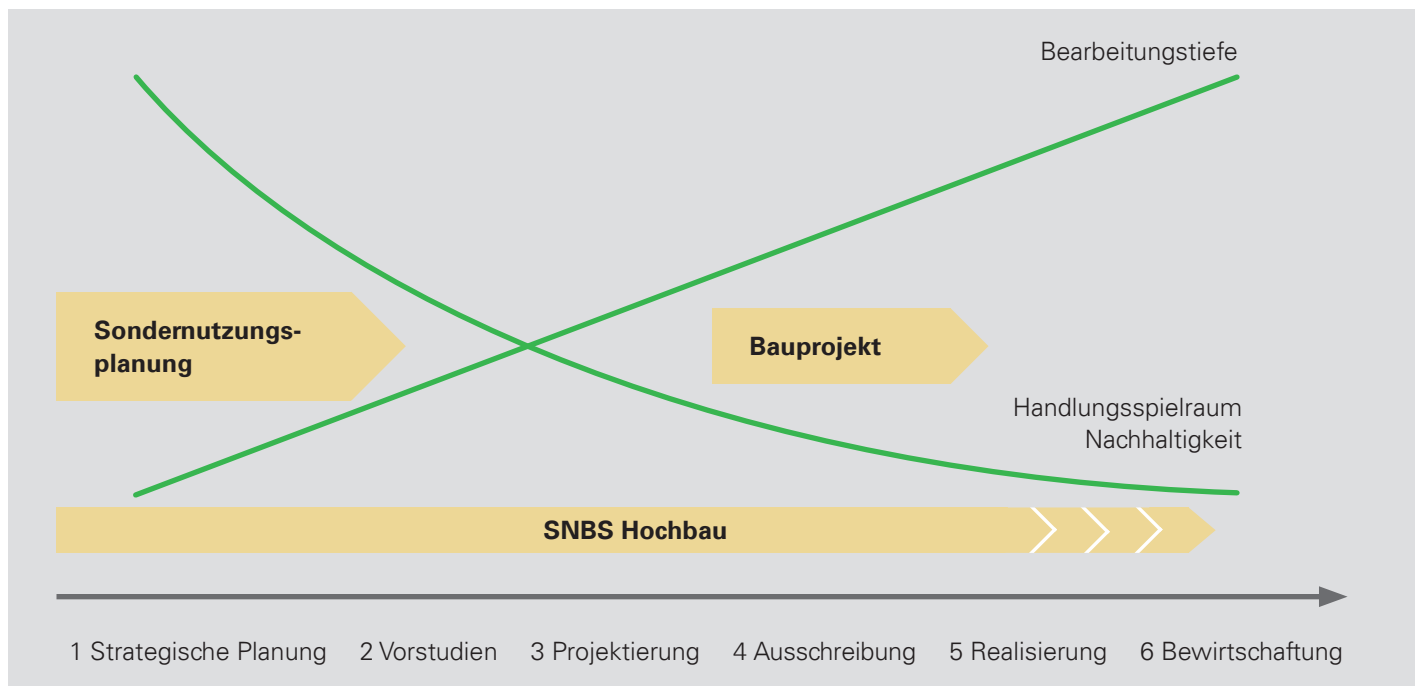 Bearbeitungstiefe
Sondernutzungs-
planung
Bauprojekt
Handlungsspielraum
Nachhaltigkeit
SNBS Hochbau
1 Strategische Planung 2 Vorstudien 3 Projektierung 4 Ausschreibung 5 Realisierung 6 Bewirtschaftung